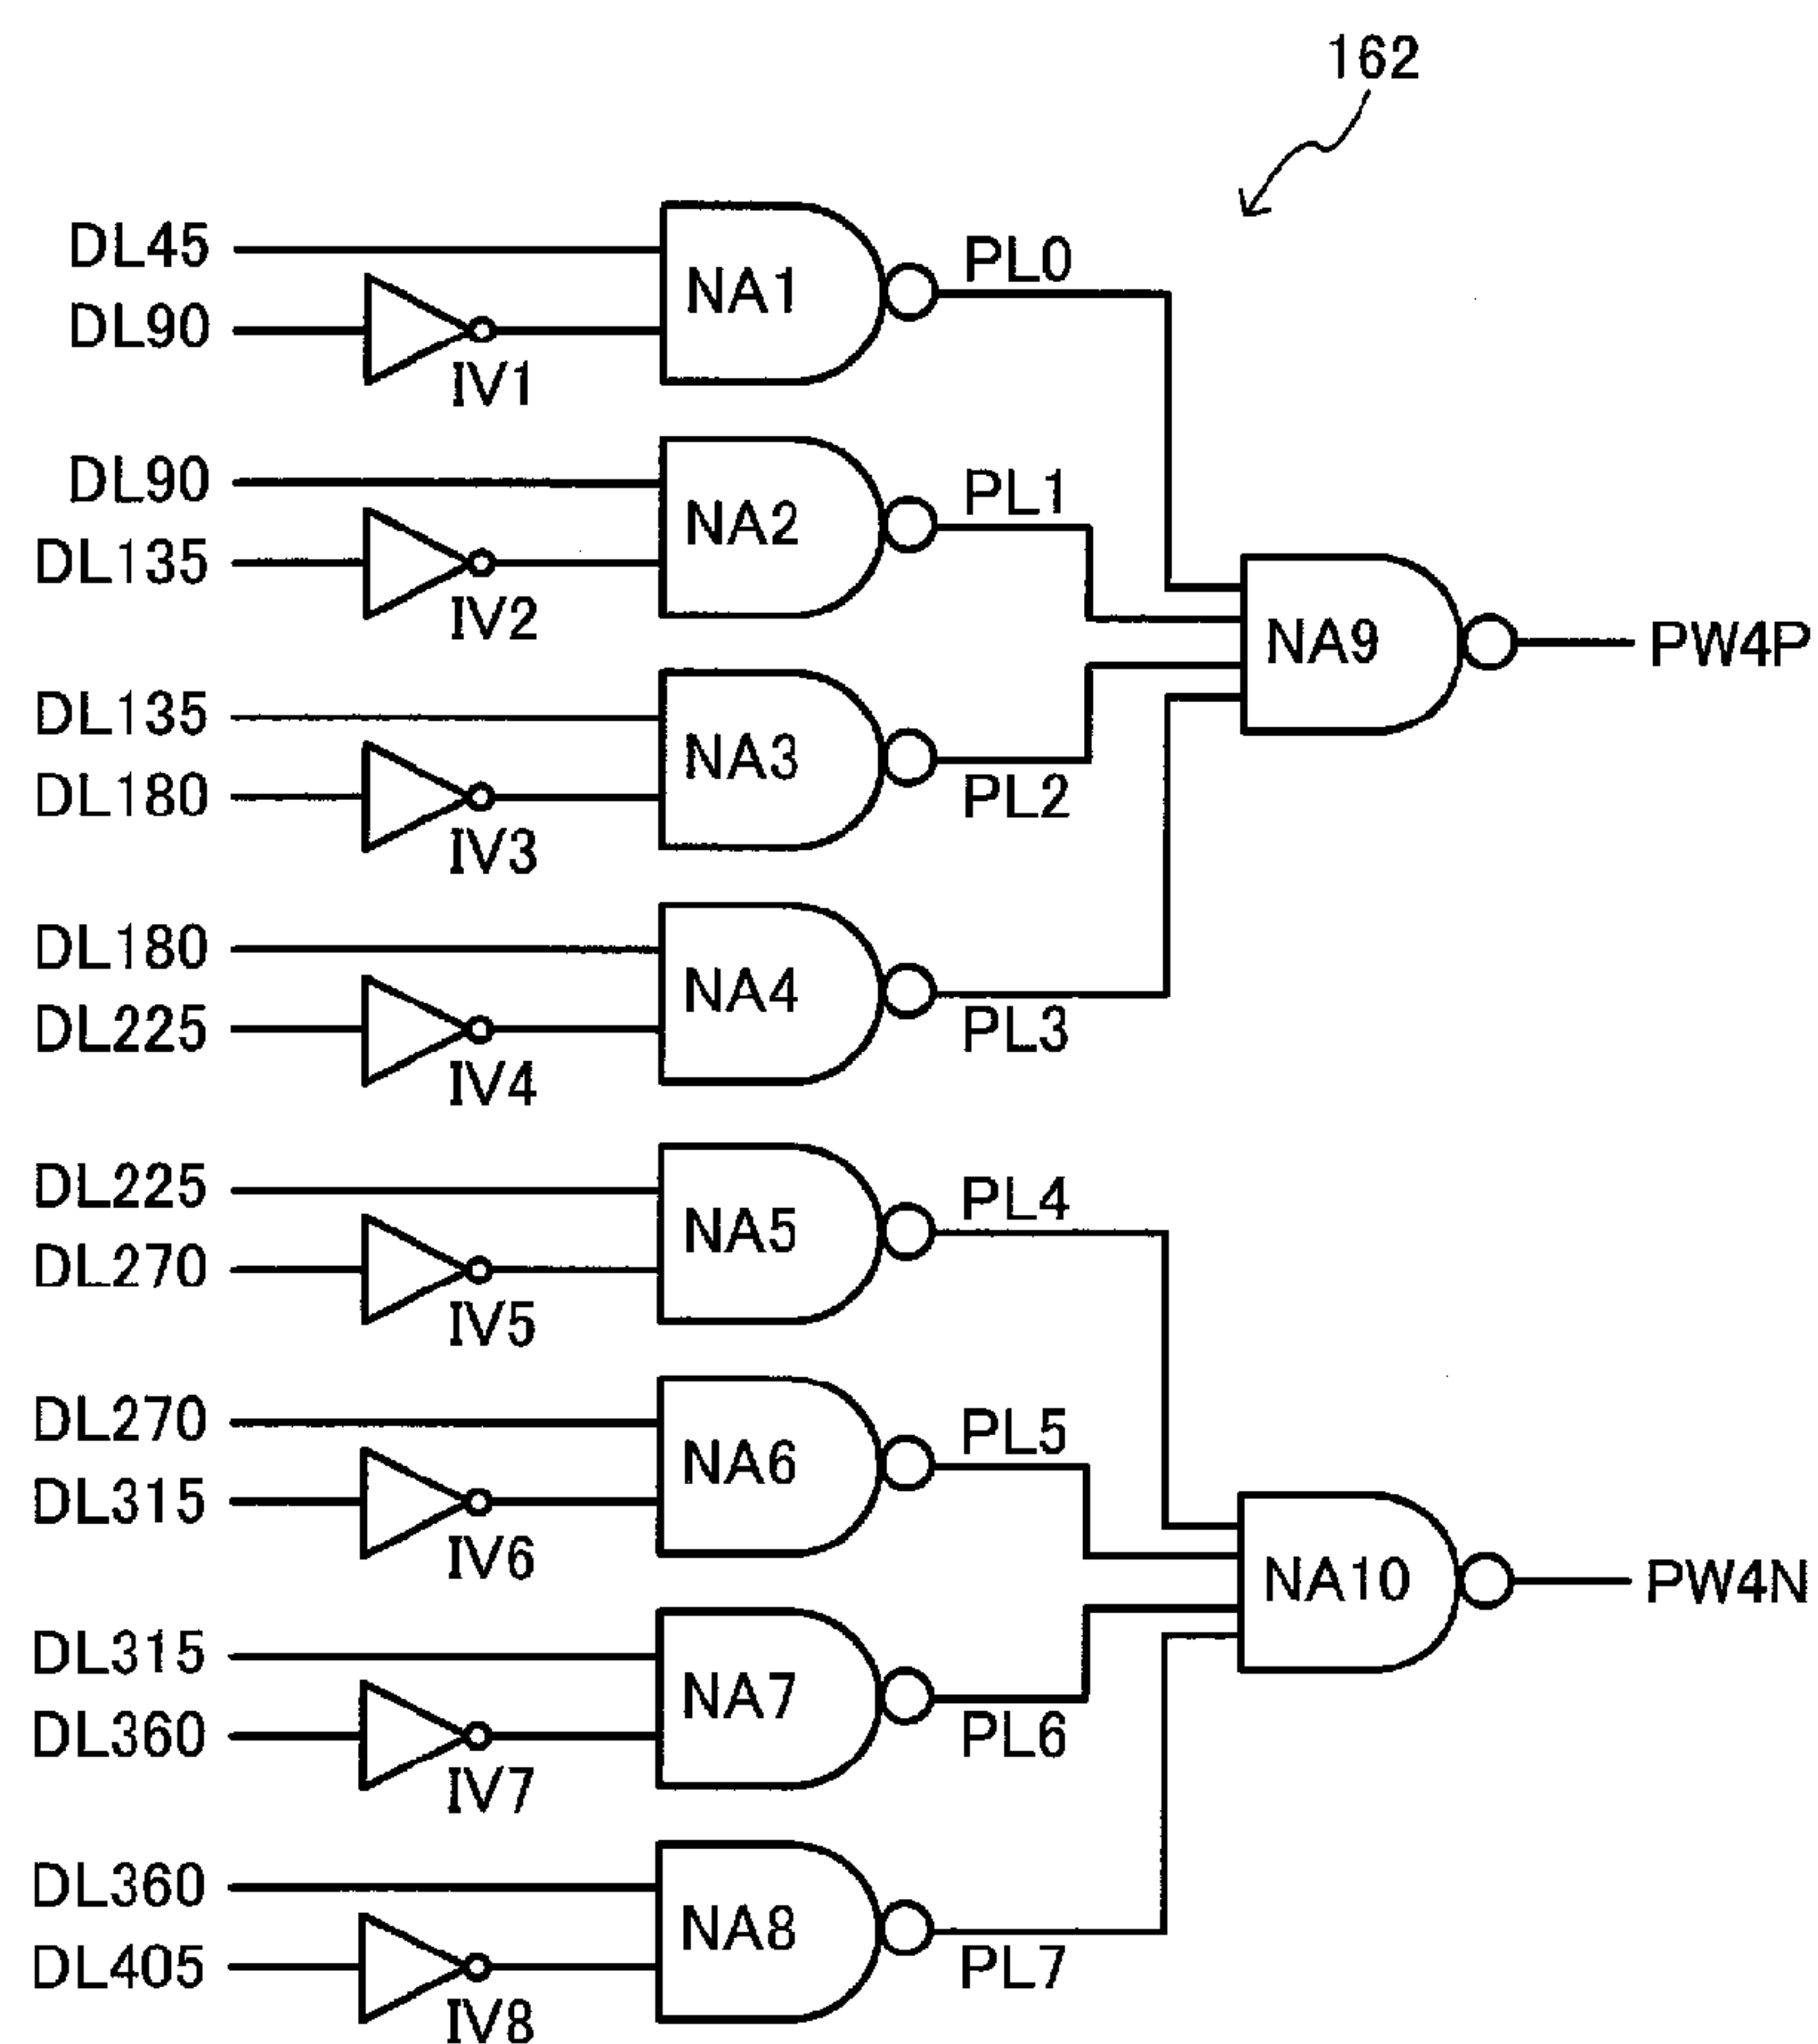 162
DL45
PL0
NA1
DL90
IV1
DL90
PL1
NA2
DL135
IV2
NA9
PW4P
DL135
NA3
DL180
PL2
IV3
DL180
NA4
DL225
PL3
IV4
DL225
PL4
NA5
DL270
IV5
DL270
PL5
NA6
DL315
IV6
NA10
PW4N
DL315
NA7
DL360
PL6
IV7
DL360
NA8
DL405
PL7
IV8